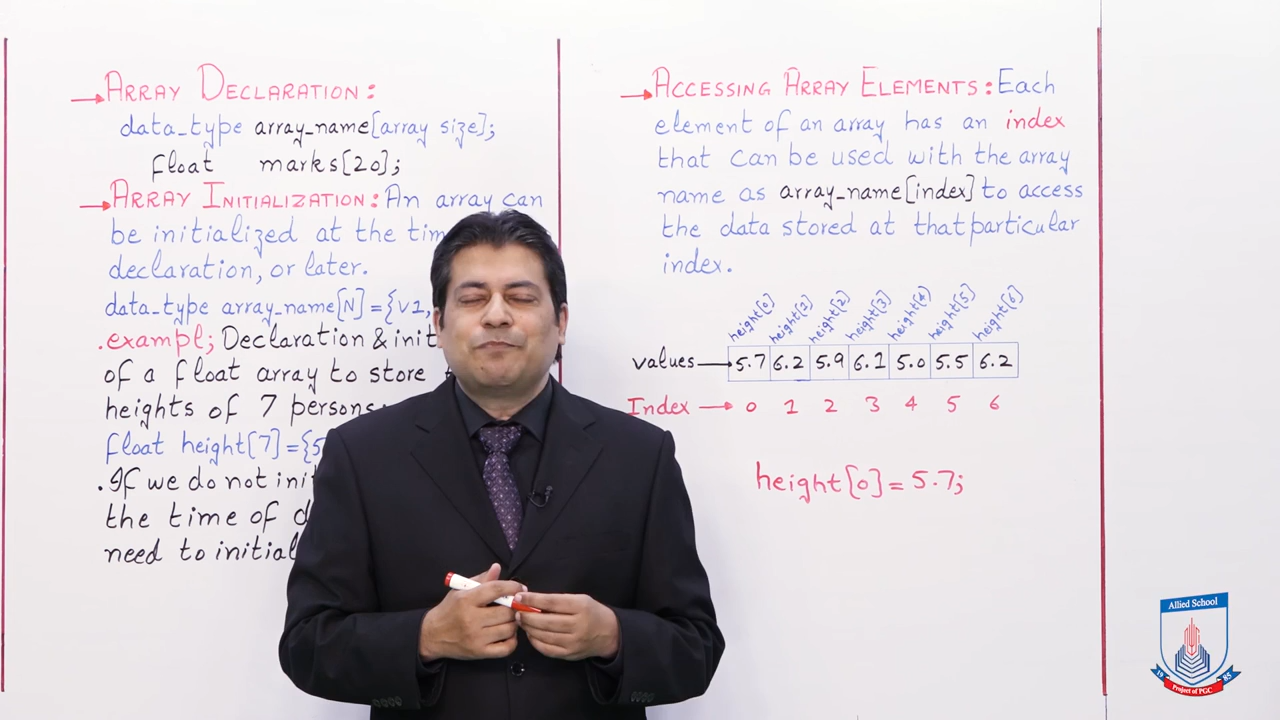 →ARRAY DECLARATION:
data_type array_name[array size];
float marks[20];
→ARRAY INITIALIZATION: An array can
be initialized at the
declaration, or later.
data_type array_name[N]={v1,
.exampl; Declaration &
of a float array to store
heights of 7 persons:
float height[7]={5
.If we do not
the time of
need to
→ACCESSING ARRAY ELEMENTS: Each
element of an array has an index
that can be used with the array
name as array_name[index] to access
the data stored at that particular
index.
height[0] height[2] height[3] height[4] height[5] height[6]
values→ 5.7 6.2 5.9 6.1 5.0 5.5 6.2
Index→ 0 1 2 3 4 5 6
height[0]=5.7;
Allied School
19 85
Project of PGC